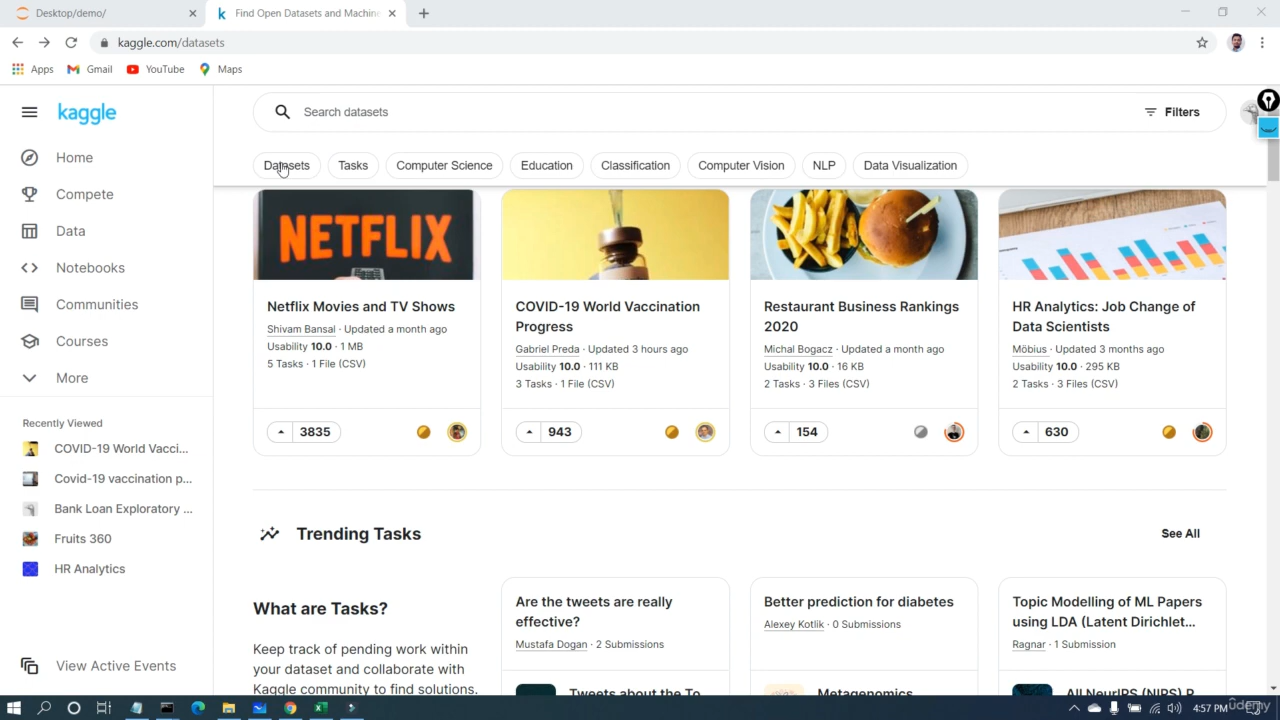 Desktop/demo/
Find Open Datasets and Machine
kaggle.com/datasets
Apps
Gmail
YouTube
Maps
kaggle
Search datasets
Filters
Home
Compete
Data
Notebooks
Communities
Courses
More
Recently Viewed
COVID-19 World Vacci...
Covid-19 vaccination p...
Bank Loan Exploratory ...
Fruits 360
HR Analytics
View Active Events
Datasets
Tasks
Computer Science
Education
Classification
Computer Vision
NLP
Data Visualization
NETFLIX
Netflix Movies and TV Shows
Shivam Bansal · Updated a month ago
Usability 10.0 · 1 MB
5 Tasks · 1 File (CSV)
3835
COVID-19 World Vaccination
Progress
Gabriel Preda · Updated 3 hours ago
Usability 10.0 · 111 KB
3 Tasks · 1 File (CSV)
943
Restaurant Business Rankings
2020
Michal Bogacz · Updated a month ago
Usability 10.0 · 16 KB
2 Tasks · 3 Files (CSV)
154
HR Analytics: Job Change of
Data Scientists
Möbius · Updated 3 months ago
Usability 10.0 · 295 KB
2 Tasks · 3 Files (CSV)
630
Trending Tasks
See All
What are Tasks?
Keep track of pending work within
your dataset and collaborate with
Kaggle community to find solutions.
Are the tweets are really
effective?
Mustafa Dogan · 2 Submissions
Tweets about the To
Better prediction for diabetes
Alexey Kotlik · 0 Submissions
Metagenomics
Topic Modelling of ML Papers
using LDA (Latent Dirichlet...
Ragnar · 1 Submission
All NeurIPS (NIPS) P
4:57 PM
udemy